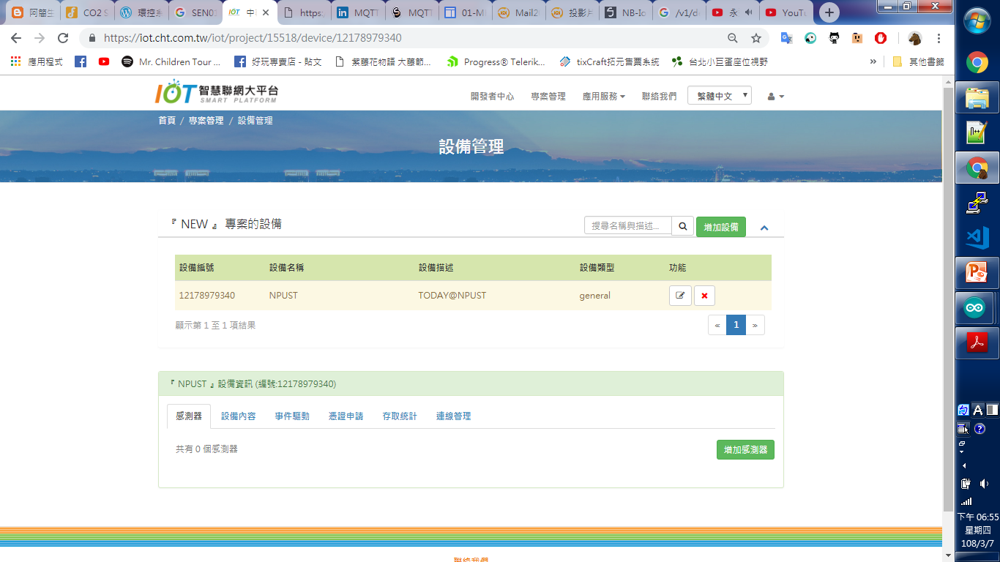 阿簡生
CO2 S
環控系
SEN0
中
https:
MQTT
MQTT
01-M
Mail2
投影片
NB-Io
/v1/d
永
YouTu
https://iot.cht.com.tw/iot/project/15518/device/12178979340
應用程式
Mr. Children Tour ...
好玩專賣店 - 貼文
紫藤花物語 大藤節...
Progress® Telerik...
tixCraft拓元售票系統
台北小巨蛋座位視野
»
其他書籤
IOT 智慧聯網大平台
SMART PLATFORM
開發者中心
專案管理
應用服務
聯絡我們
繁體中文
首頁 / 專案管理 / 設備管理
設備管理
『 NEW 』 專案的設備
搜尋名稱與描述...
增加設備
設備編號 設備名稱 設備描述 設備類型 功能
12178979340 NPUST TODAY@NPUST general
顯示第 1 至 1 項結果
« 1 »
『 NPUST 』設備資訊 (編號:12178979340)
感測器 設備內容 事件驅動 憑證申請 存取統計 連線管理
共有 0 個感測器
增加感測器
聯絡我們
下午 06:55
星期四
108/3/7